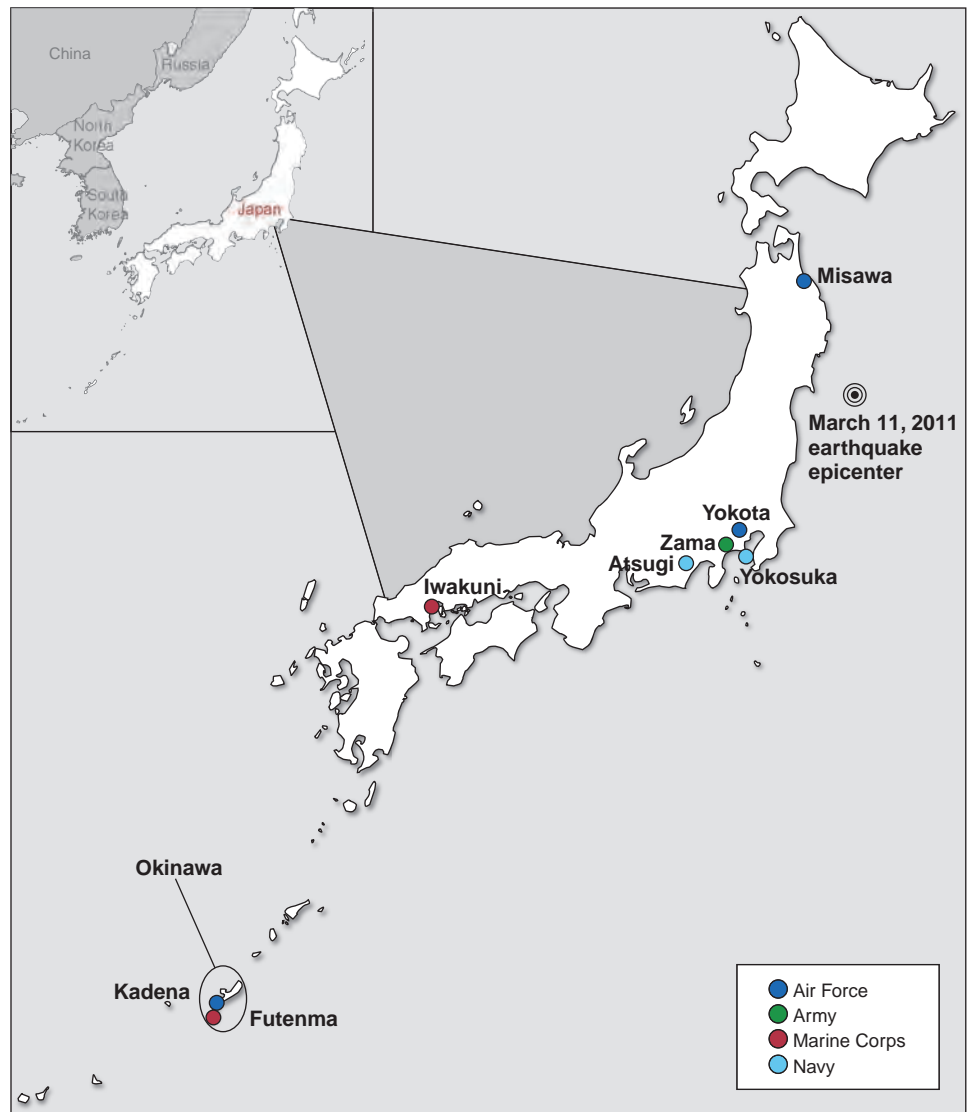 China
Russia
North
Korea
South
Korea
Japan
Misawa
March 11, 2011
earthquake
epicenter
Yokota
Zama
Atsugi
Yokosuka
Iwakuni
Okinawa
Kadena
Futenma
Air Force
Army
Marine Corps
Navy